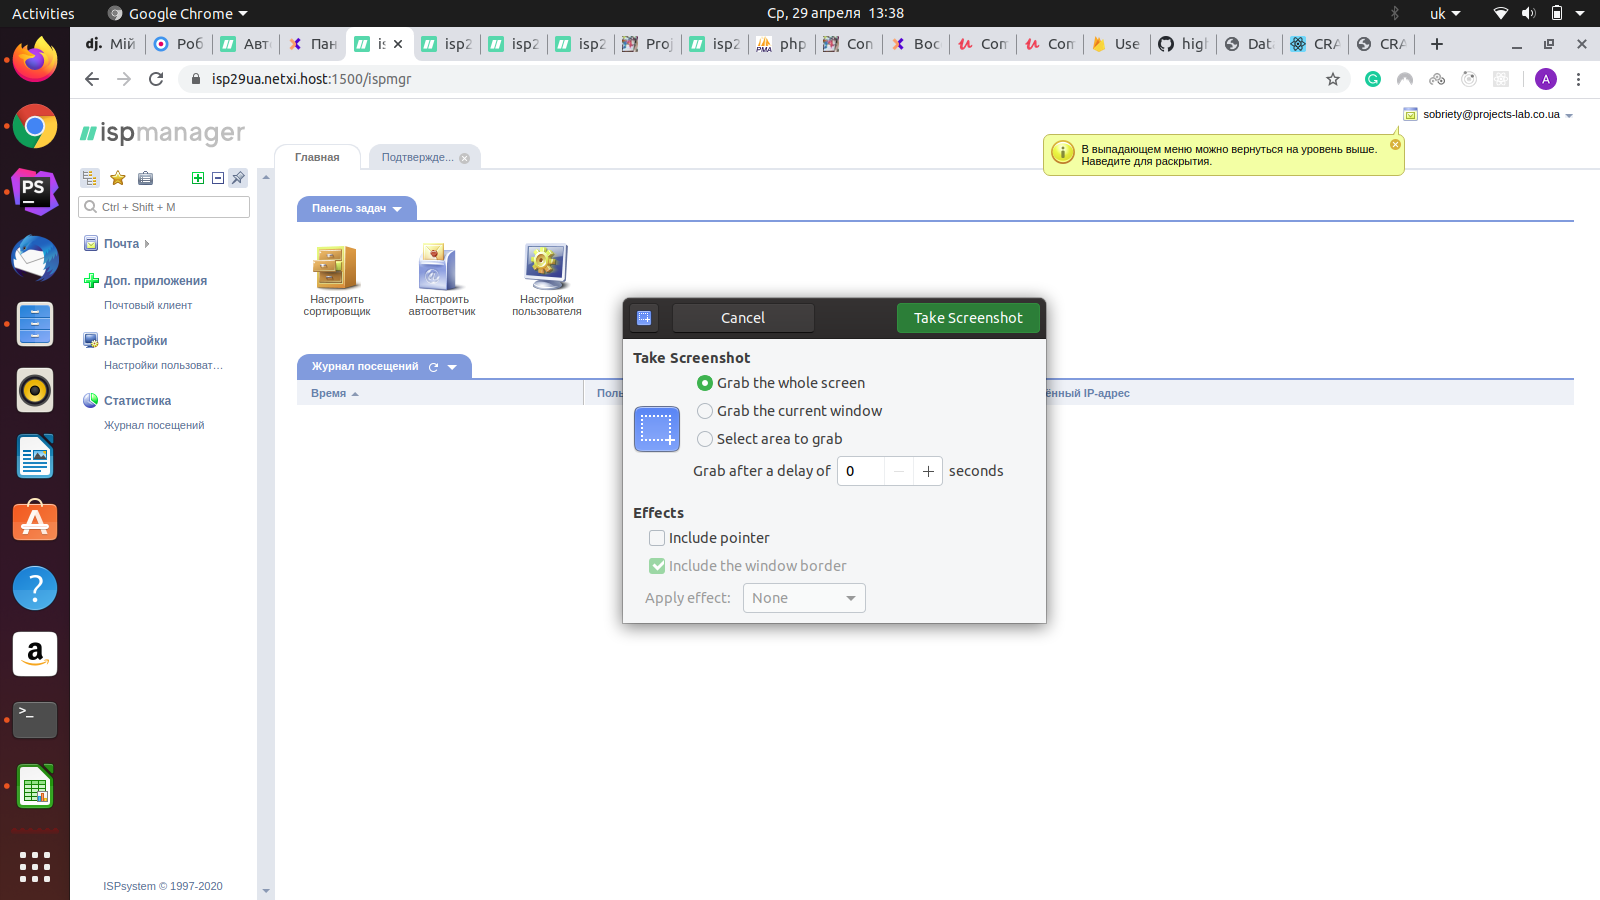 Activities
Google Chrome
Ср, 29 апреля 13:38
uk
dj. Мій
Роб
Авто
Пан
is
isp2
isp2
isp2
Proj
isp2
php
Con
Вос
Com
Com
Use
high
Dat
CRA
CRA
isp29ua.netxi.host:1500/ispmgr
A
ispmanager
sobriety@projects-lab.co.ua
В выпадающем меню можно вернуться на уровень выше.
Наведите для раскрытия.
Главная
Подтвержде...
Ctrl + Shift + M
Почта
Доп. приложения
Почтовый клиент
Настройки
Настройки пользоват...
Статистика
Журнал посещений
ISPsystem © 1997-2020
Панель задач
Настроить
сортировщик
Настроить
автоответчик
Настройки
пользователя
Журнал посещений
Время
Поль
ённый IP-адрес
Cancel
Take Screenshot
Take Screenshot
Grab the whole screen
Grab the current window
Select area to grab
Grab after a delay of 0 seconds
Effects
Include pointer
Include the window border
Apply effect: None